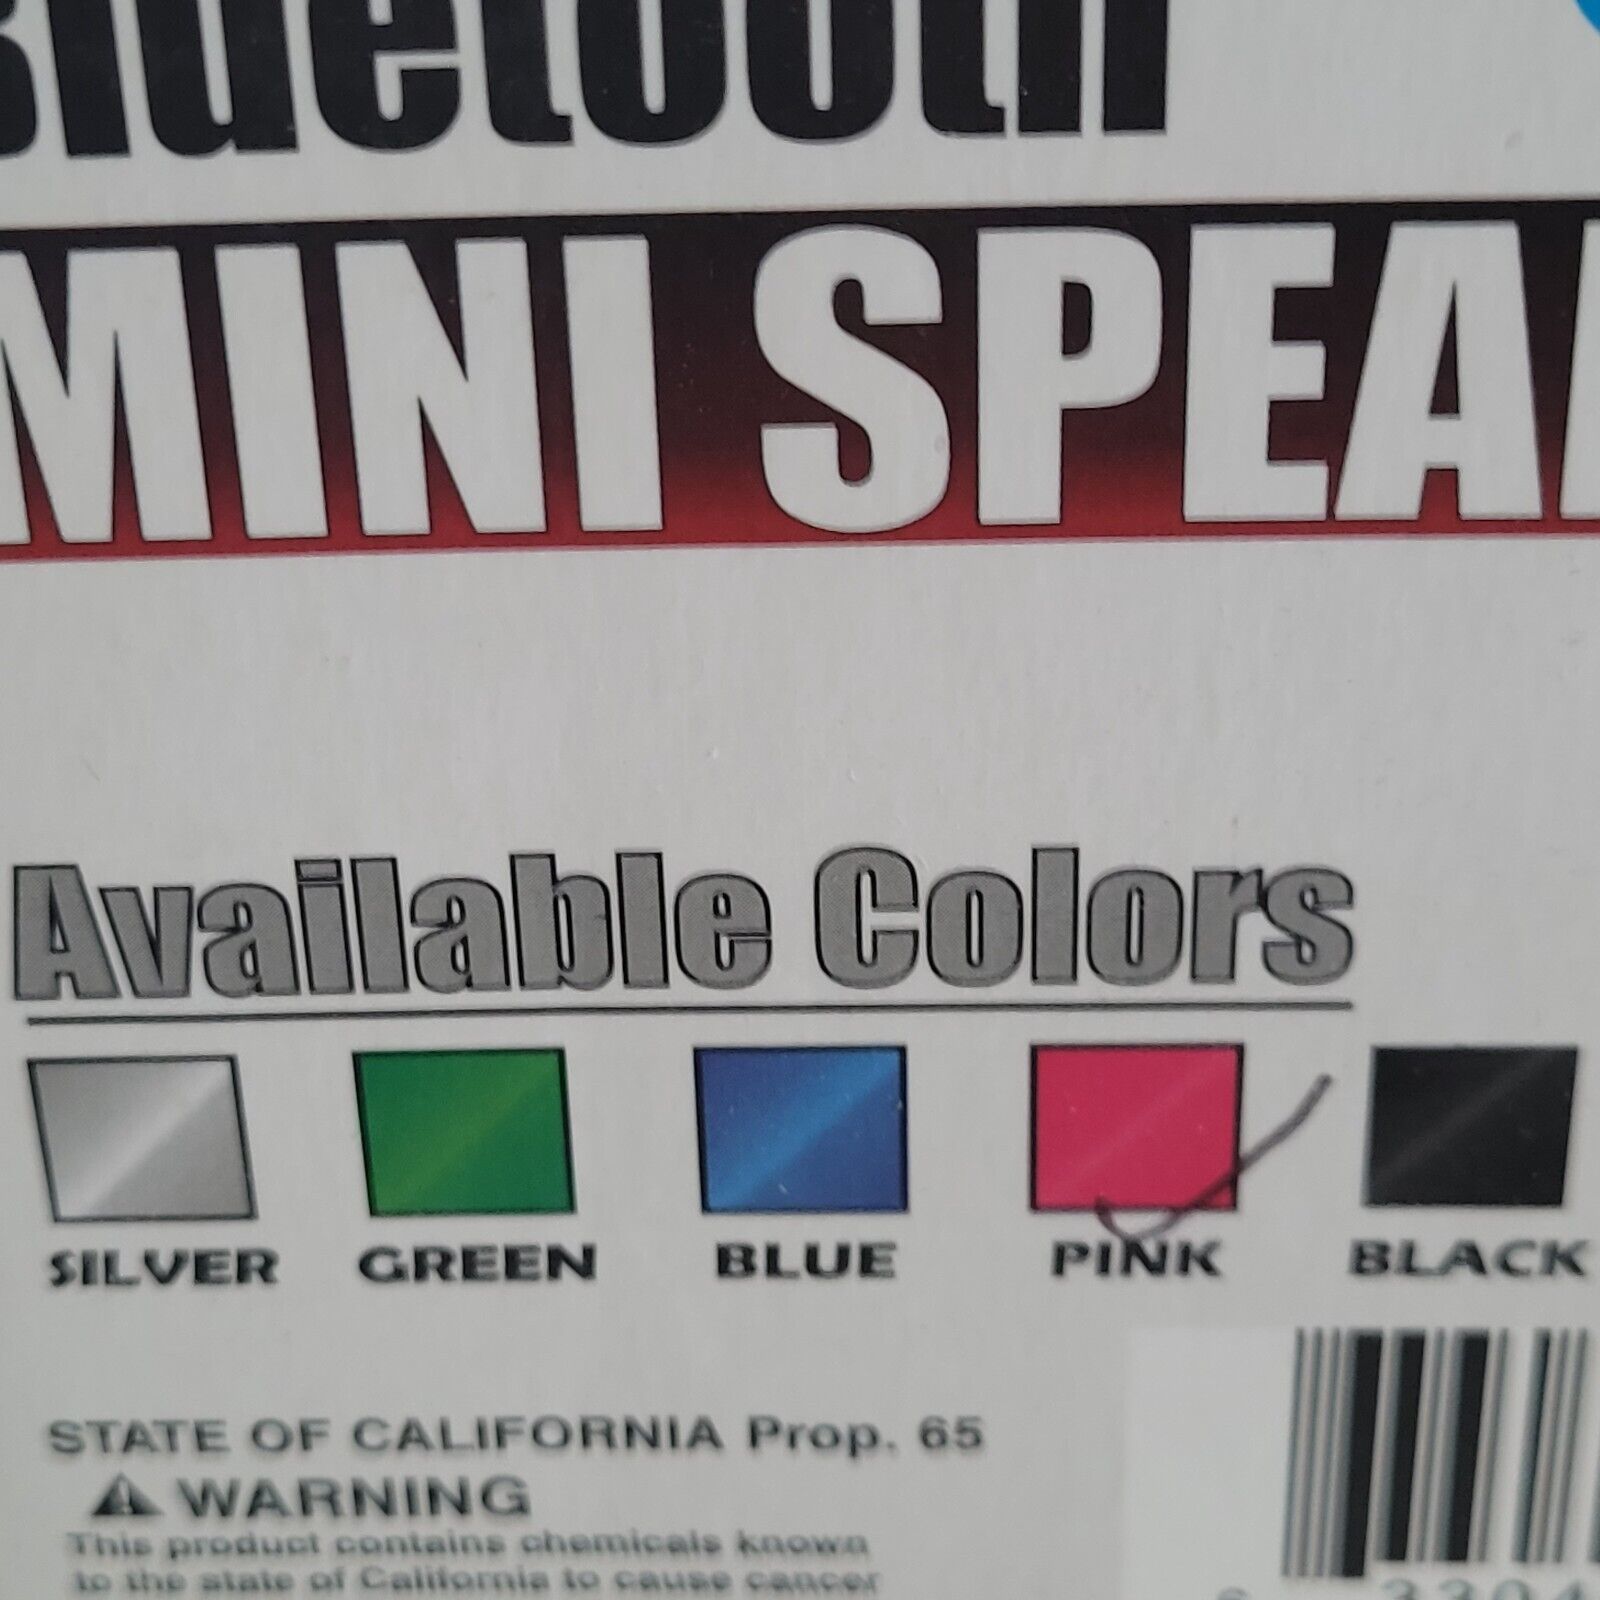 Bluetooth
MINI SPEA
Available Colors
SILVER GREEN BLUE PINK BLACK
STATE OF CALIFORNIA Prop. 65
WARNING
This product contains chemicals known
to the state of California to cause cancer